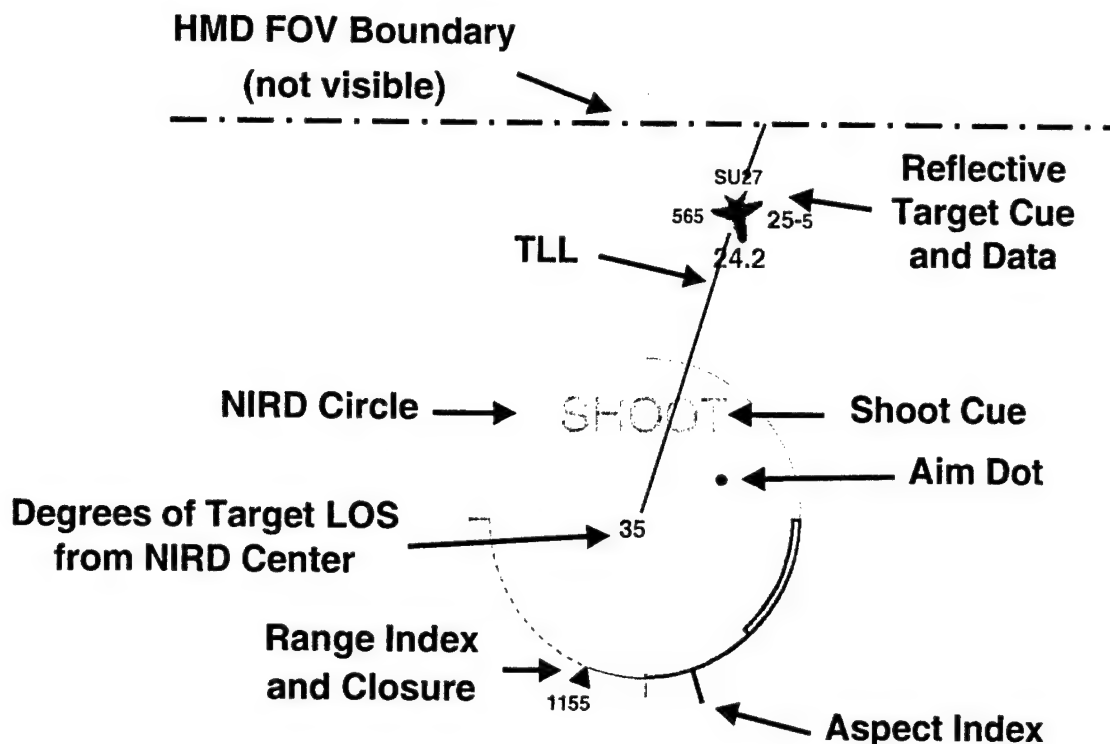 HMD FOV Boundary
(not visible)
SU27
565
25-5
24.2
Reflective
Target Cue
and Data
TLL
NIRD Circle
SHOOT
Shoot Cue
Aim Dot
Degrees of Target LOS
from NIRD Center
35
Range Index
and Closure
1155
Aspect Index